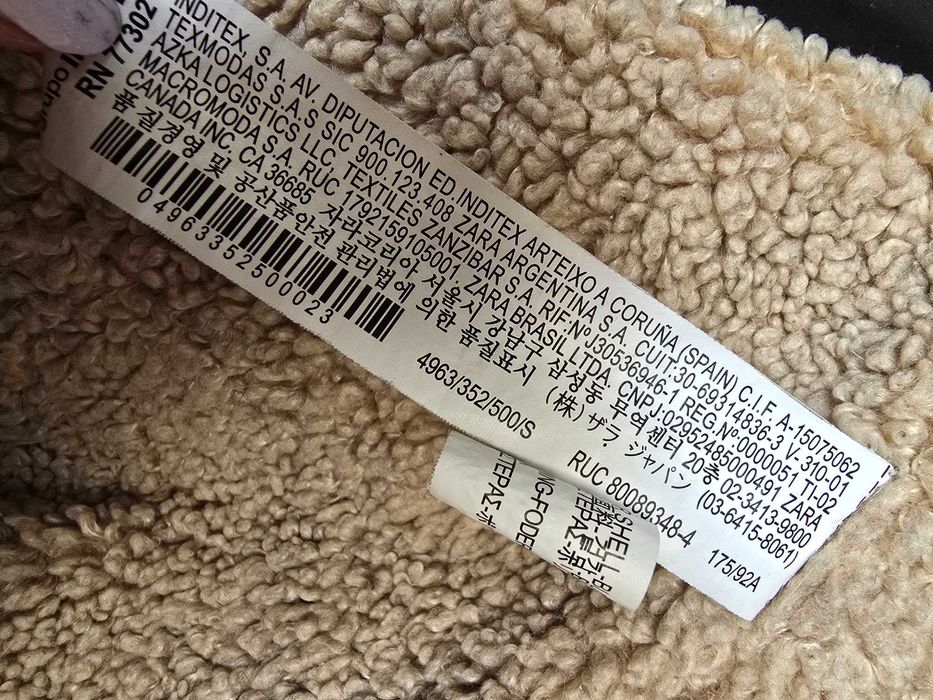 RN 77302
INDITEX, S.A. AV. DIPUTACION ED.INDITEX ARTEIXO A CORUÑA (SPAIN) C.I.F. A-15075062
TEXMODAS S.A.S SIC 900.123.408 ZARA ARGENTINA S.A. CUIT:30-69314836-3 V-310-01
AZKA LOGISTICS LLC, TEXTILES ZANZIBAR S.A. RIF:NºJ30536946-1 REG.Nº:0000051 TI-02
MACROMODA S.A. RUC 1792159105001 ZARA BRASIL LTDA. CNPJ:02952485000491 ZARA
CANADA INC. CA 36685 자라코리아 서울시 강남구 삼성동 무역센터 20층 02-3413-9800
품질경영 및 공산품안전 관리법에 의한 품질표시 (株)ザラ ジャパン (03-6415-8061)
04963352500023
4963/352/500/S
RUC 80089348-4
175/92A
SHELL